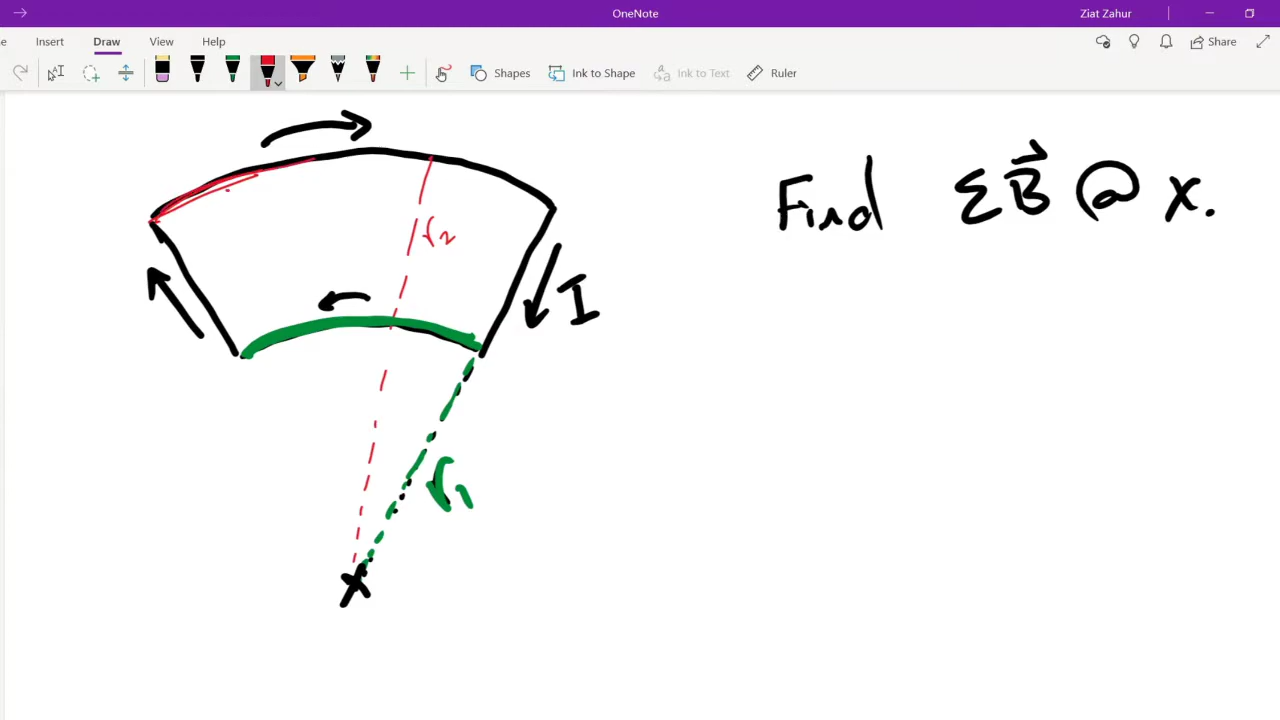 OneNote
Ziat Zahur
Insert Draw View Help
Share
Shapes
Ink to Shape
Ink to Text
Ruler
Find Σ B⃗ @ x.
r₂
I
r₁
x